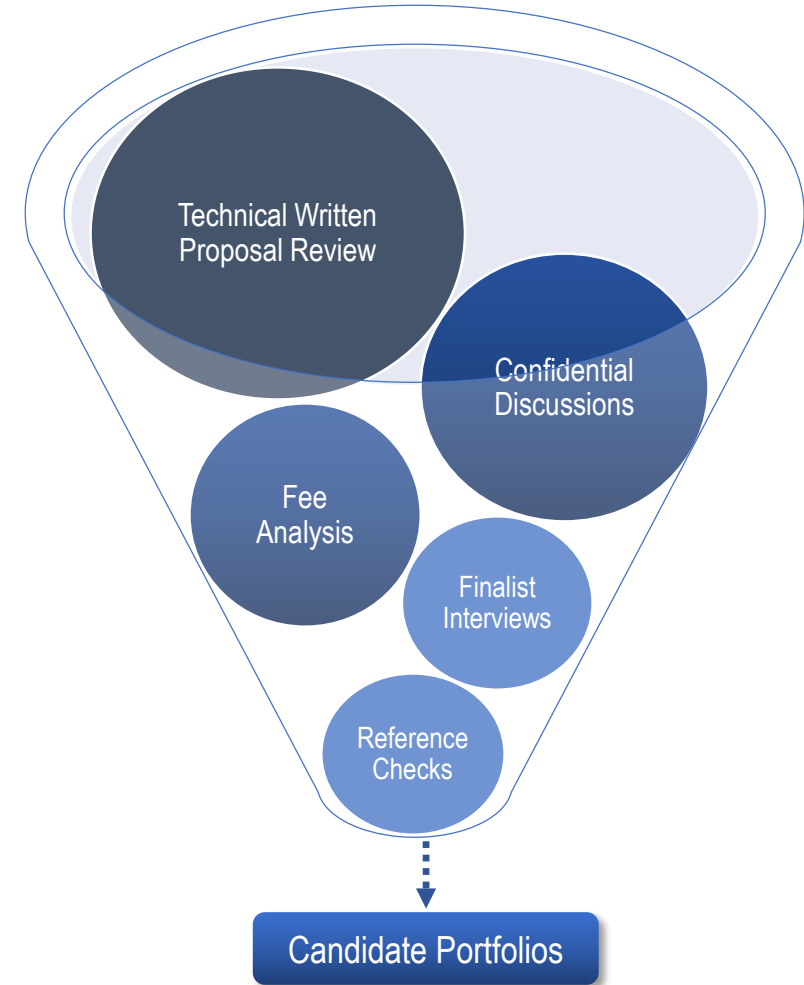 Technical Written
Proposal Review
Confidential
Discussions
Fee
Analysis
Finalist
Interviews
Reference
Checks
Candidate Portfolios